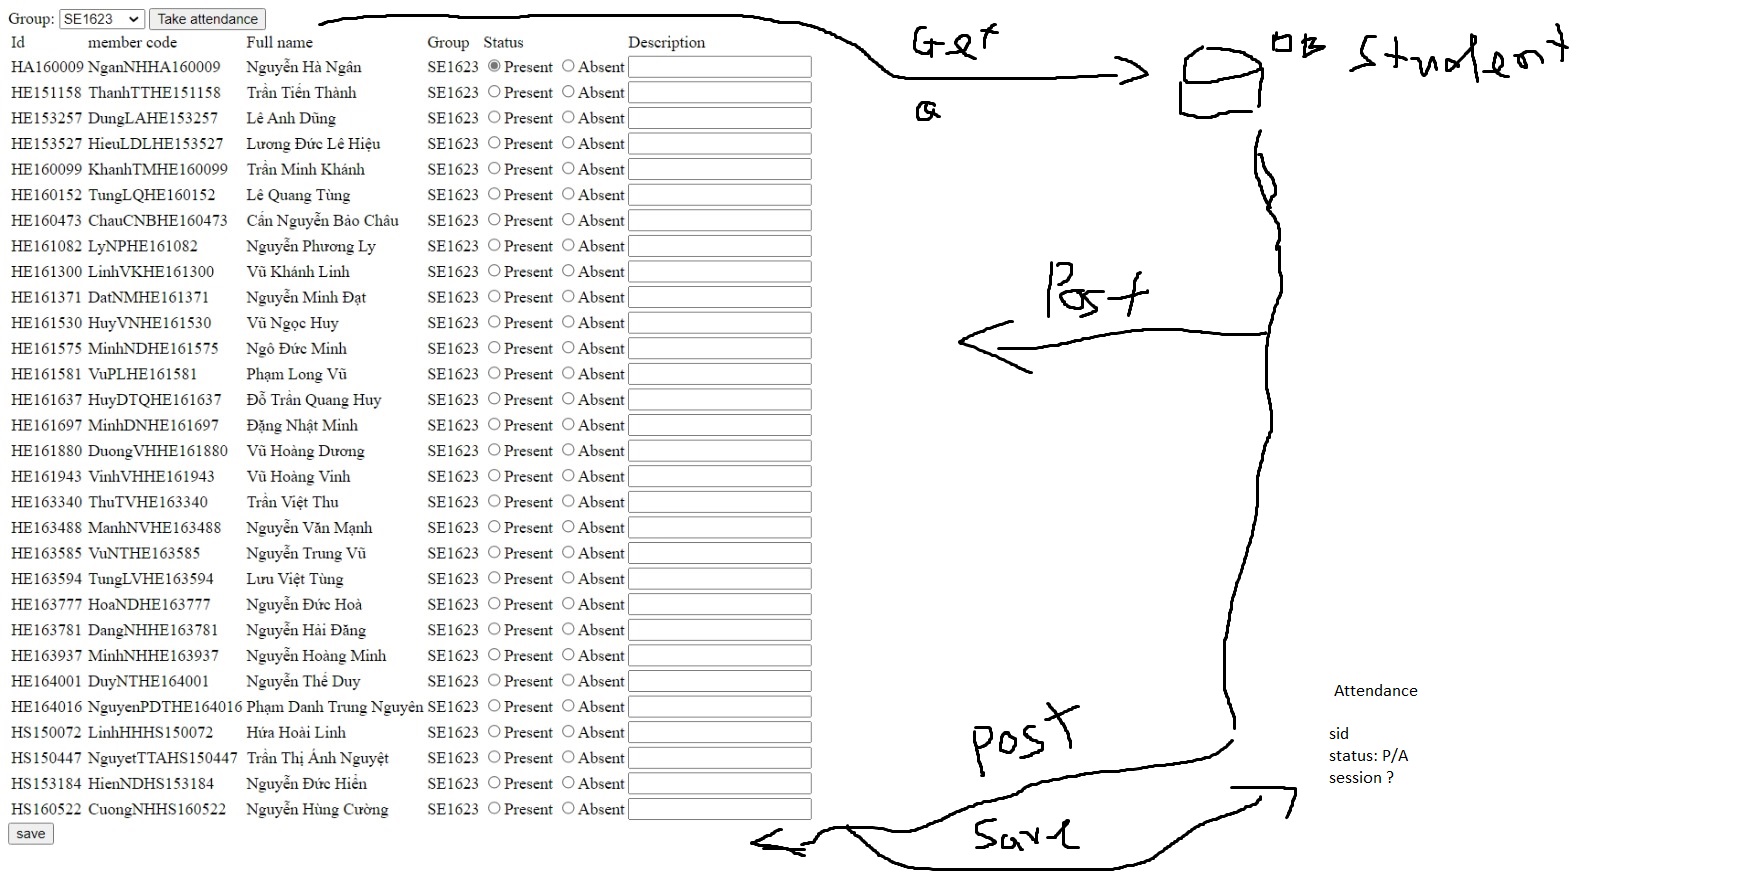 Group: SE1623 Take attendance
Id member code Full name Group Status Description
HA160009 NganNHHA160009 Nguyễn Hà Ngân SE1623 Present Absent
HE151158 ThanhTTHE151158 Trần Tiến Thành SE1623 Present Absent
HE153257 DungLAHE153257 Lê Anh Dũng SE1623 Present Absent
HE153527 HieuLDLHE153527 Lương Đức Lê Hiệu SE1623 Present Absent
HE160099 KhanhTMHE160099 Trần Minh Khánh SE1623 Present Absent
HE160152 TungLQHE160152 Lê Quang Tùng SE1623 Present Absent
HE160473 ChauCNBHE160473 Cấn Nguyễn Bảo Châu SE1623 Present Absent
HE161082 LyNPHE161082 Nguyễn Phương Ly SE1623 Present Absent
HE161300 LinhVKHE161300 Vũ Khánh Linh SE1623 Present Absent
HE161371 DatNMHE161371 Nguyễn Minh Đạt SE1623 Present Absent
HE161530 HuyVNHE161530 Vũ Ngọc Huy SE1623 Present Absent
HE161575 MinhNDHE161575 Ngô Đức Minh SE1623 Present Absent
HE161581 VuPLHE161581 Phạm Long Vũ SE1623 Present Absent
HE161637 HuyDTQHE161637 Đỗ Trần Quang Huy SE1623 Present Absent
HE161697 MinhDNHE161697 Đặng Nhật Minh SE1623 Present Absent
HE161880 DuongVHHE161880 Vũ Hoàng Dương SE1623 Present Absent
HE161943 VinhVHHE161943 Vũ Hoàng Vinh SE1623 Present Absent
HE163340 ThuTVHE163340 Trần Việt Thu SE1623 Present Absent
HE163488 ManhNVHE163488 Nguyễn Văn Mạnh SE1623 Present Absent
HE163585 VuNTHE163585 Nguyễn Trung Vũ SE1623 Present Absent
HE163594 TungLVHE163594 Lưu Việt Tùng SE1623 Present Absent
HE163777 HoaNDHE163777 Nguyễn Đức Hoà SE1623 Present Absent
HE163781 DangNHHE163781 Nguyễn Hải Đăng SE1623 Present Absent
HE163937 MinhNHHE163937 Nguyễn Hoàng Minh SE1623 Present Absent
HE164001 DuyNTHE164001 Nguyễn Thế Duy SE1623 Present Absent
HE164016 NguyenPDTHE164016 Phạm Danh Trung Nguyên SE1623 Present Absent
HS150072 LinhHHHS150072 Hứa Hoài Linh SE1623 Present Absent
HS150447 NguyetTTAHS150447 Trần Thị Ánh Nguyệt SE1623 Present Absent
HS153184 HienNDHS153184 Nguyễn Đức Hiển SE1623 Present Absent
HS160522 CuongNHHS160522 Nguyễn Hùng Cường SE1623 Present Absent
save
Get
DB Student
Post
post
Save
Attendance
sid
status: P/A
session ?